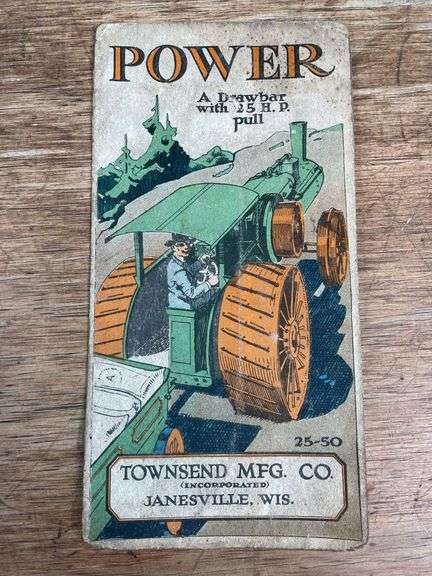 POWER
A Drawbar
with 25 H.P.
pull
25-50
TOWNSEND MFG. CO.
(INCORPORATED)
JANESVILLE, WIS.